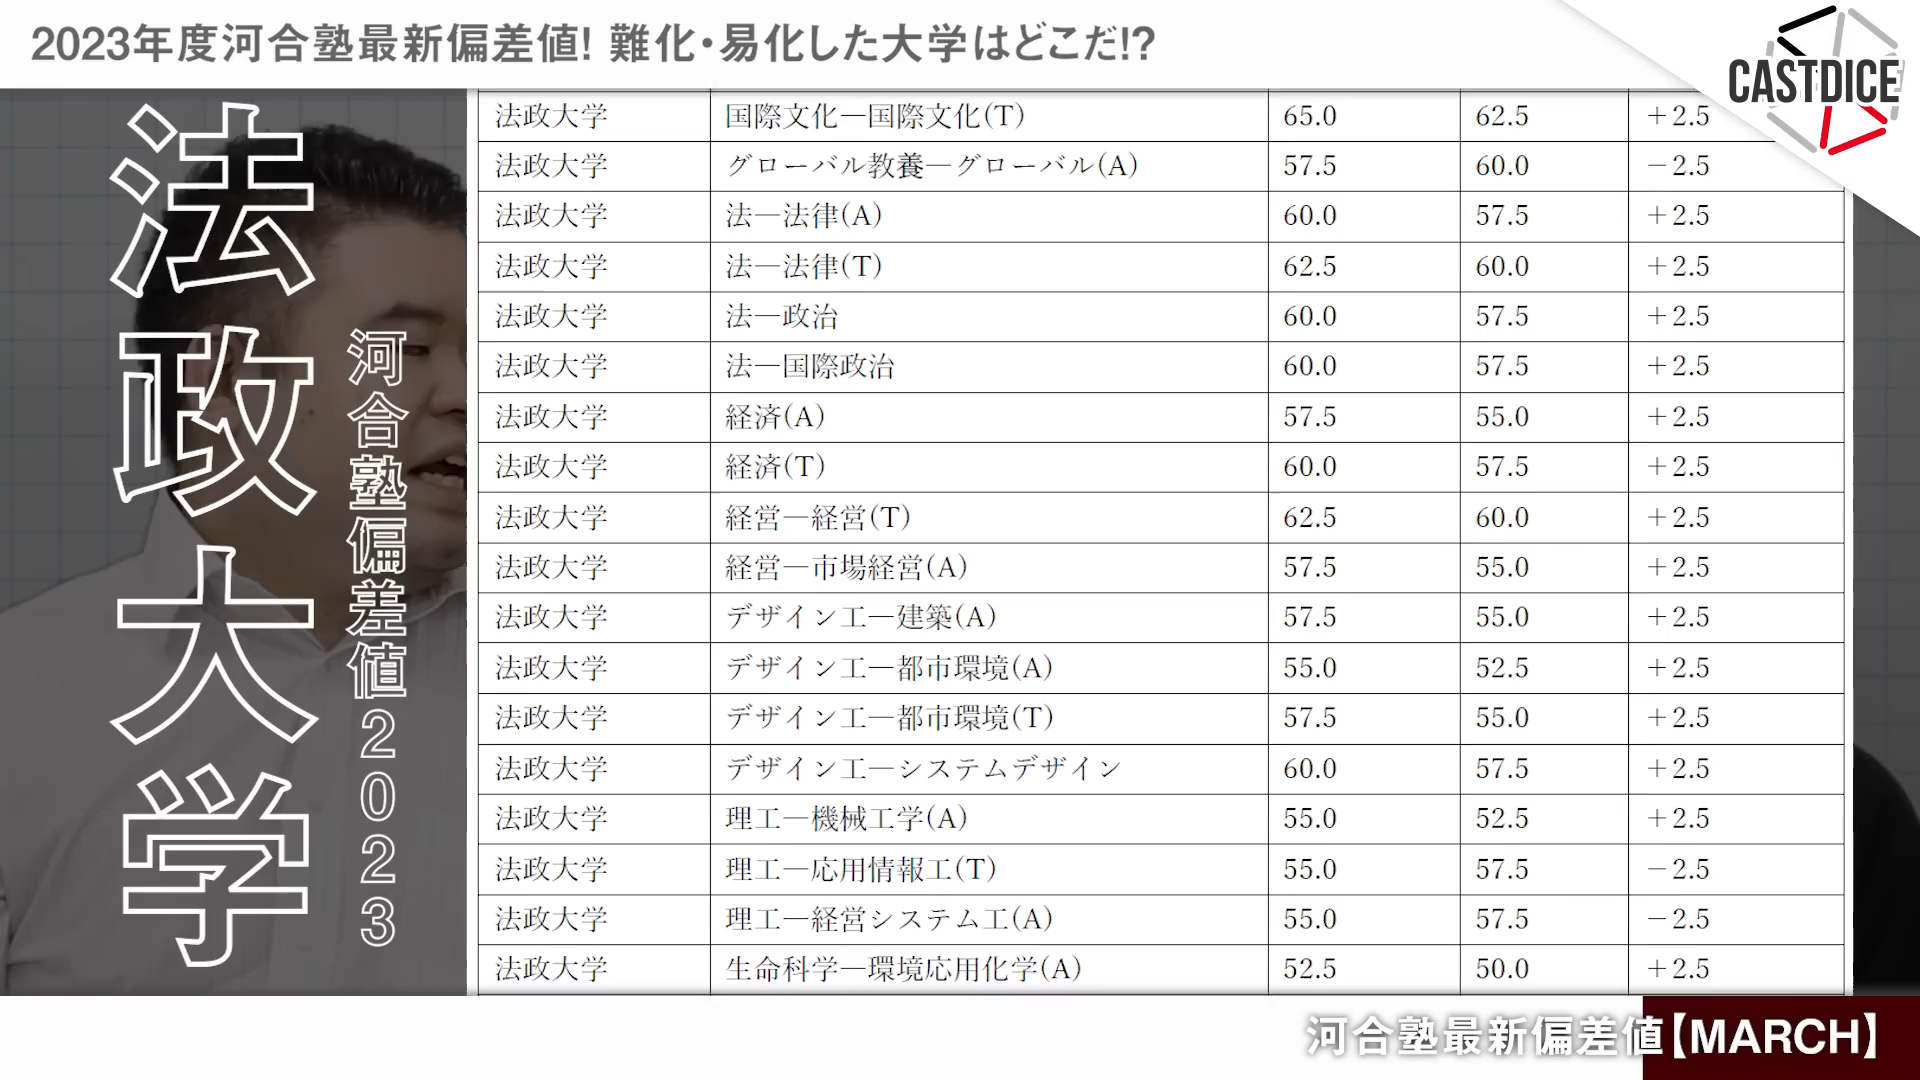 2023年度河合塾最新偏差値! 難化・易化した大学はどこだ!?
CASTDICE
法政大学
河合塾偏差値2023
法政大学 国際文化―国際文化(T) 65.0 62.5 +2.5
法政大学 グローバル教養―グローバル(A) 57.5 60.0 −2.5
法政大学 法―法律(A) 60.0 57.5 +2.5
法政大学 法―法律(T) 62.5 60.0 +2.5
法政大学 法―政治 60.0 57.5 +2.5
法政大学 法―国際政治 60.0 57.5 +2.5
法政大学 経済(A) 57.5 55.0 +2.5
法政大学 経済(T) 60.0 57.5 +2.5
法政大学 経営―経営(T) 62.5 60.0 +2.5
法政大学 経営―市場経営(A) 57.5 55.0 +2.5
法政大学 デザイン工―建築(A) 57.5 55.0 +2.5
法政大学 デザイン工―都市環境(A) 55.0 52.5 +2.5
法政大学 デザイン工―都市環境(T) 57.5 55.0 +2.5
法政大学 デザイン工―システムデザイン 60.0 57.5 +2.5
法政大学 理工―機械工学(A) 55.0 52.5 +2.5
法政大学 理工―応用情報工(T) 55.0 57.5 −2.5
法政大学 理工―経営システム工(A) 55.0 57.5 −2.5
法政大学 生命科学―環境応用化学(A) 52.5 50.0 +2.5
河合塾最新偏差値【MARCH】